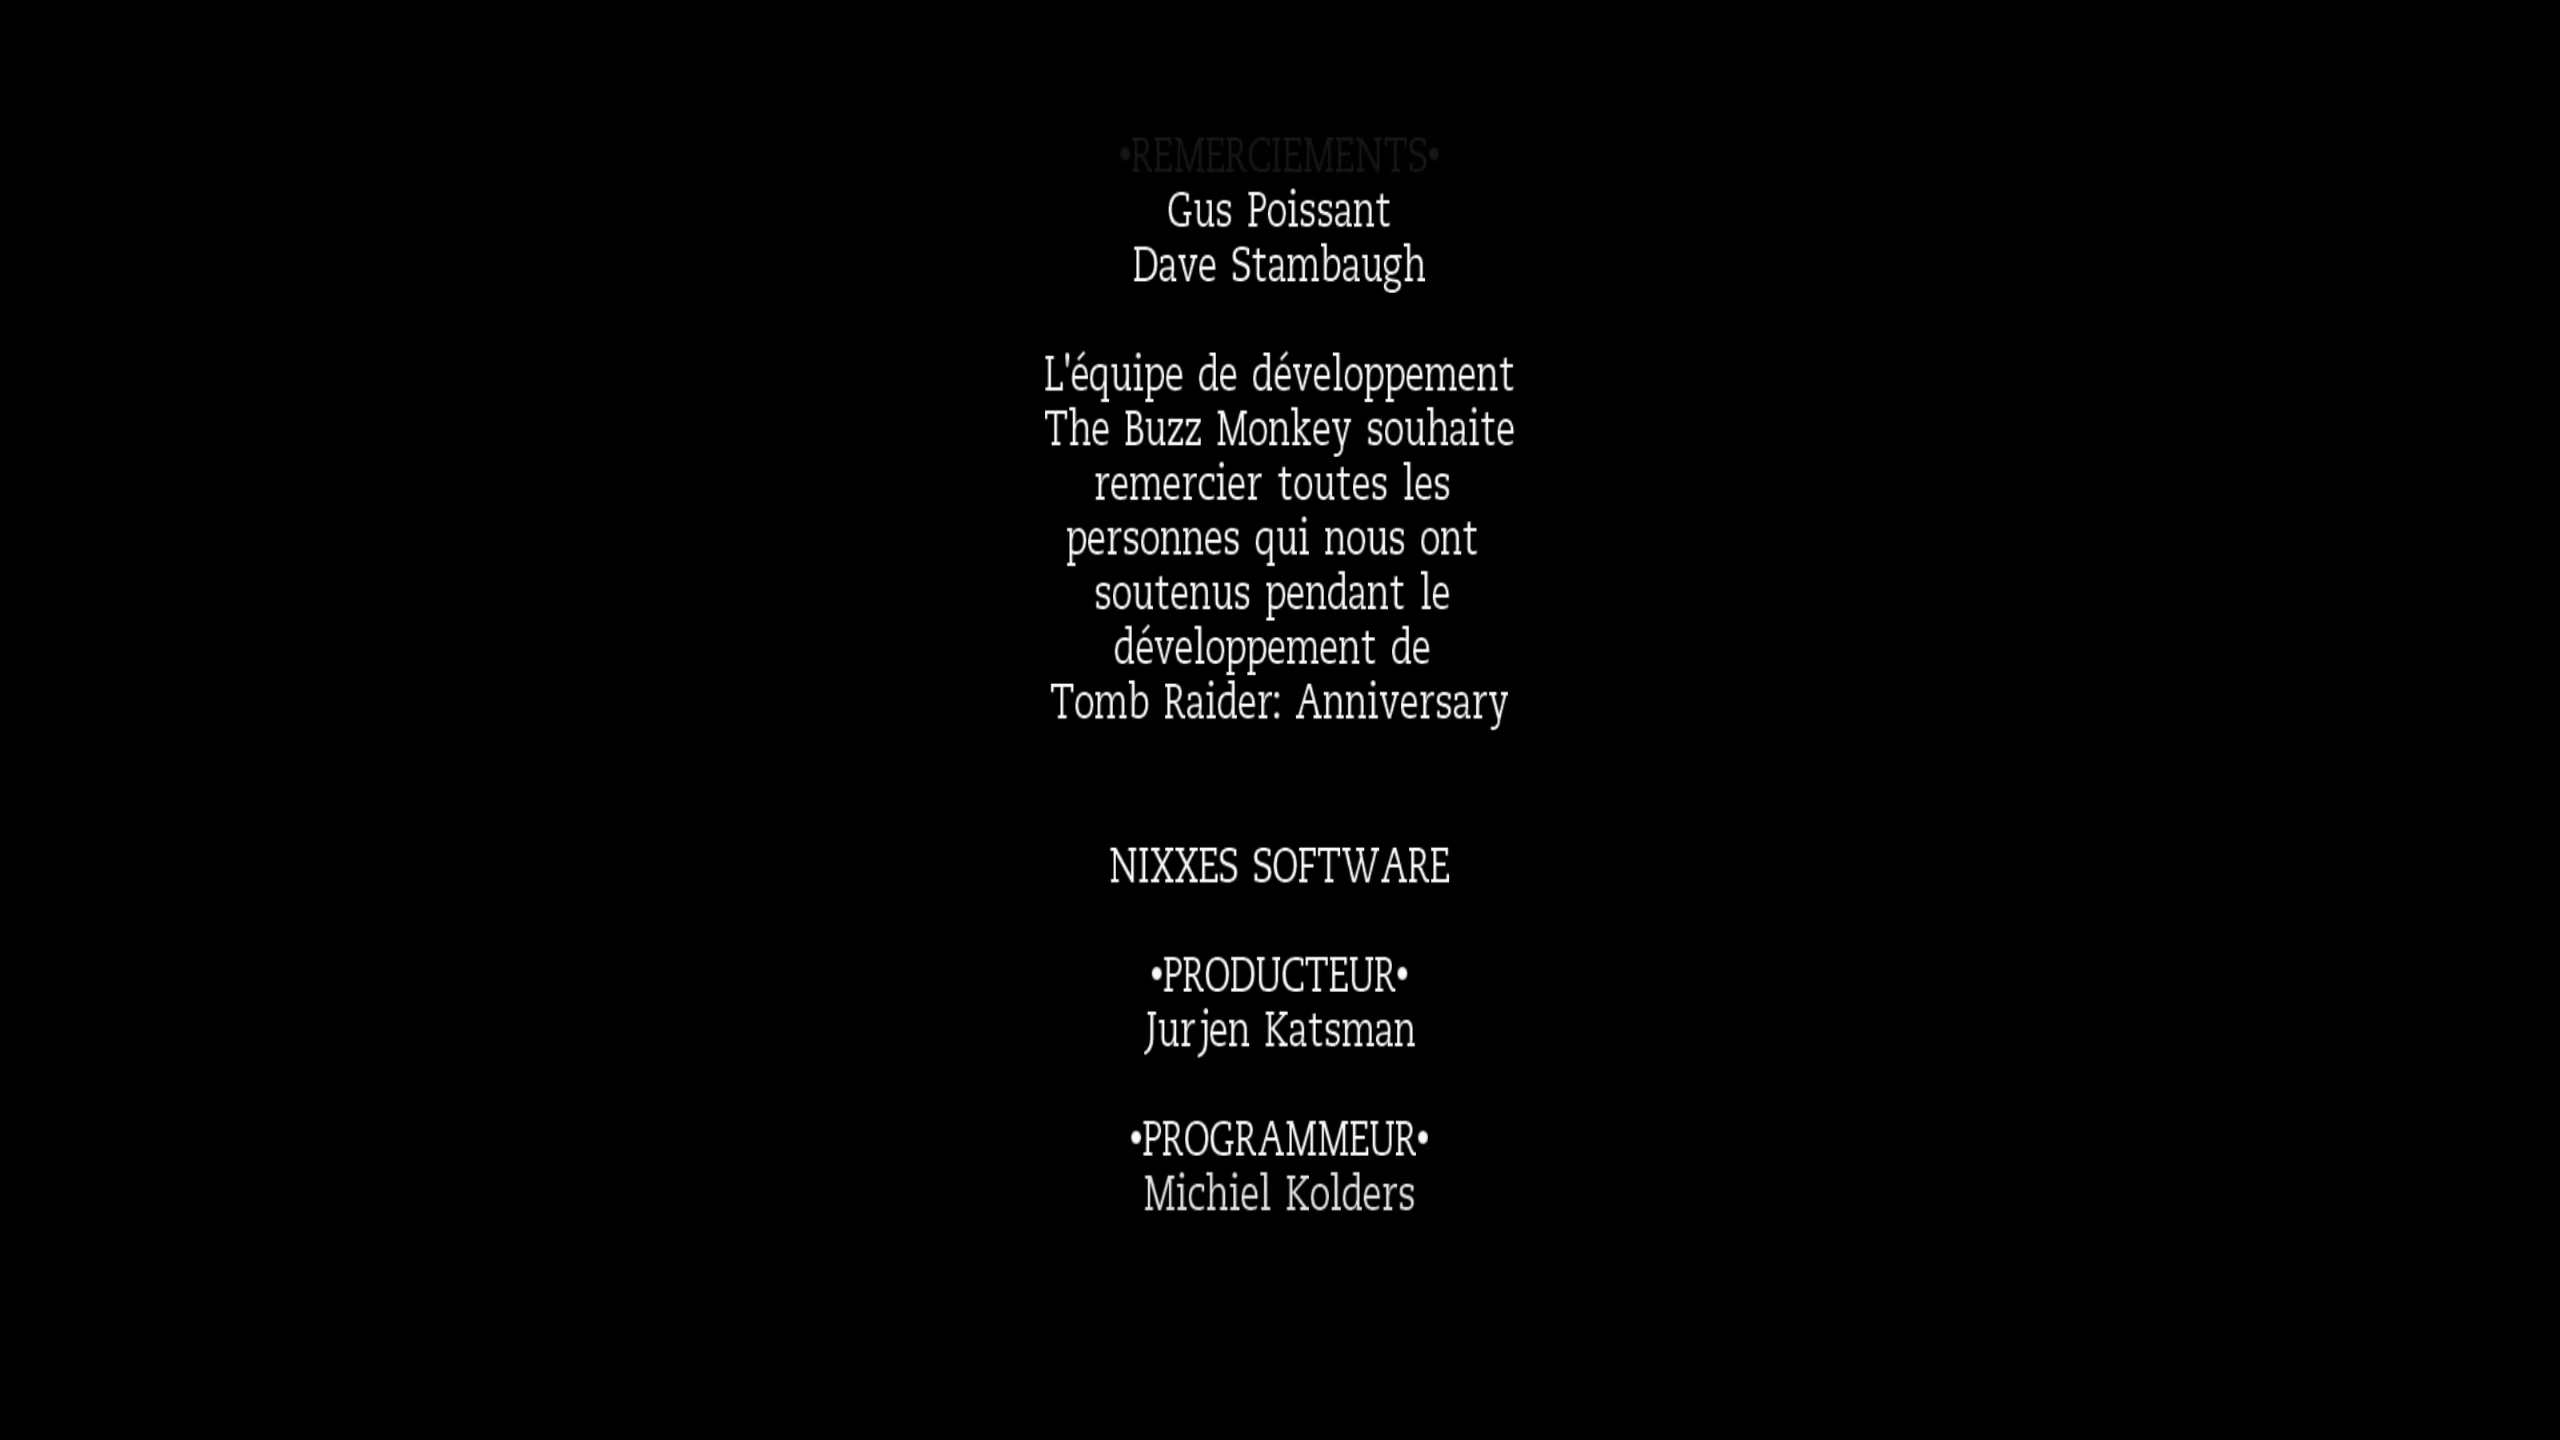 •REMERCIEMENTS•
Gus Poissant
Dave Stambaugh
L'équipe de développement
The Buzz Monkey souhaite
remercier toutes les
personnes qui nous ont
soutenus pendant le
développement de
Tomb Raider: Anniversary
NIXXES SOFTWARE
•PRODUCTEUR•
Jurjen Katsman
•PROGRAMMEUR•
Michiel Kolders